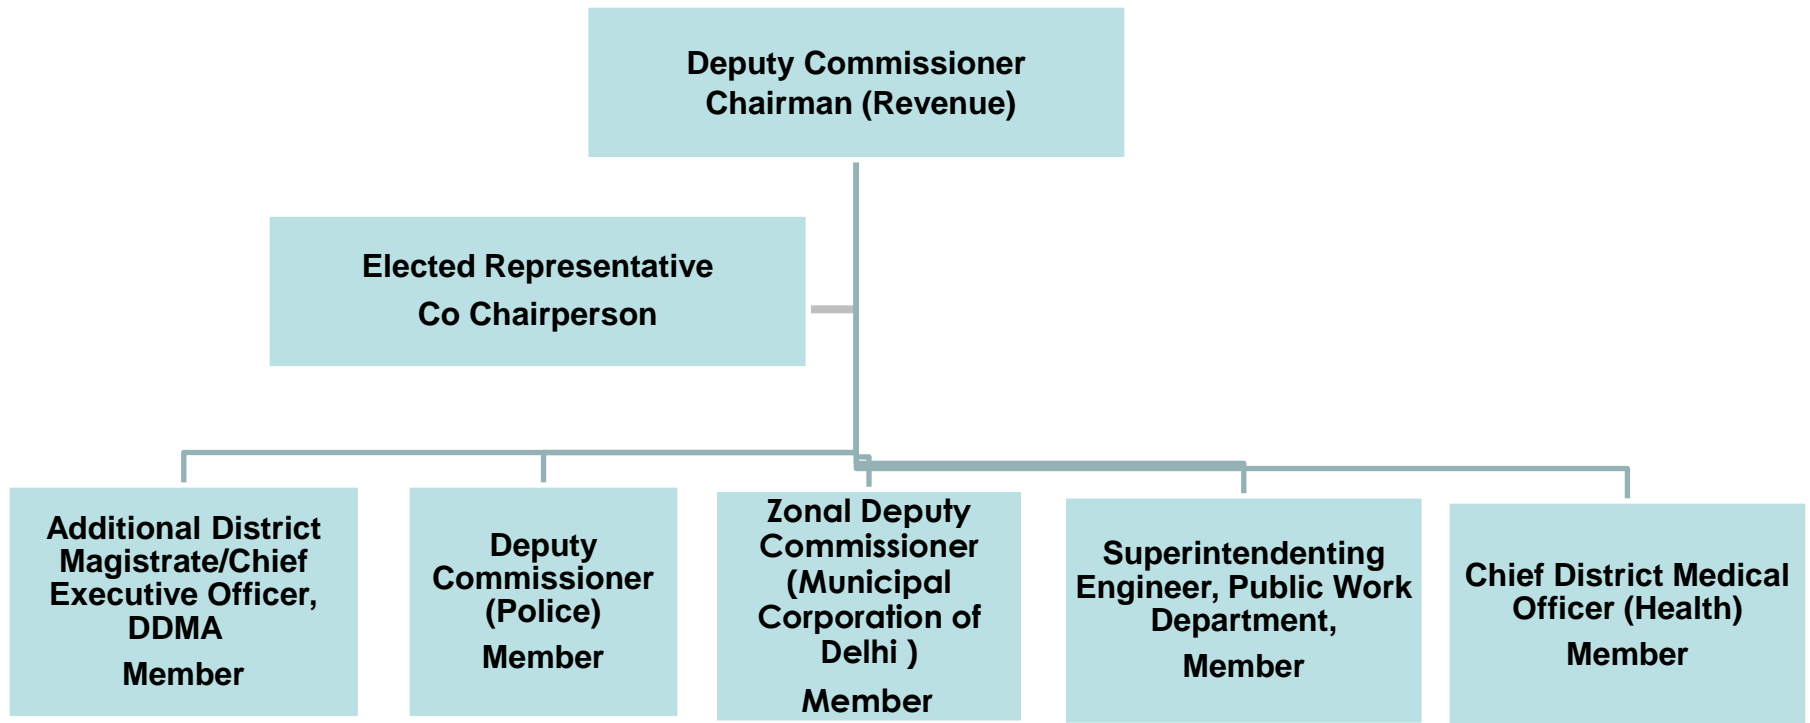 Deputy Commissioner
Chairman (Revenue)
Elected Representative
Co Chairperson
Additional District
Magistrate/Chief
Executive Officer,
DDMA
Member
Deputy
Commissioner
(Police)
Member
Zonal Deputy
Commissioner
(Municipal
Corporation of
Delhi )
Member
Superintendenting
Engineer, Public Work
Department,
Member
Chief District Medical
Officer (Health)
Member